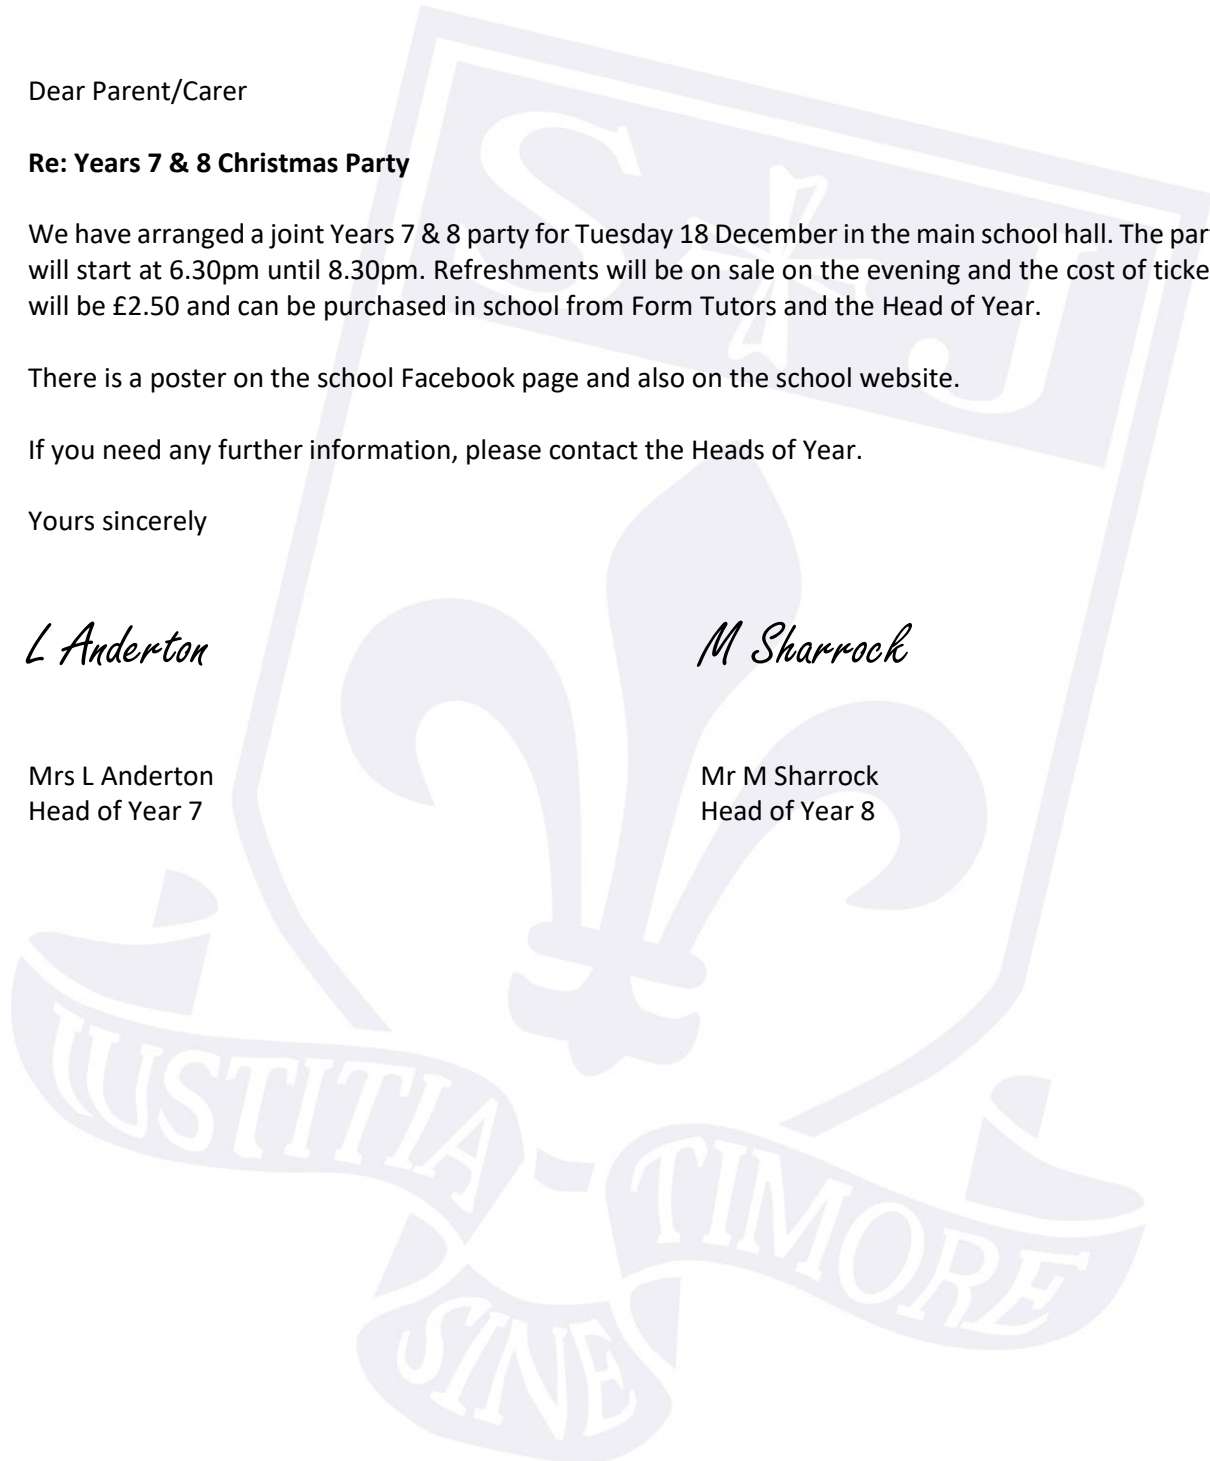 Dear Parent/Carer
Re: Years 7 & 8 Christmas Party
We have arranged a joint Years 7 & 8 party for Tuesday 18 December in the main school hall. The par
will start at 6.30pm until 8.30pm. Refreshments will be on sale on the evening and the cost of ticke
will be £2.50 and can be purchased in school from Form Tutors and the Head of Year.
There is a poster on the school Facebook page and also on the school website.
If you need any further information, please contact the Heads of Year.
Yours sincerely
L Anderton M Sharrock
Mrs L Anderton Mr M Sharrock
Head of Year 7 Head of Year 8
S J
IUSTITIA
SINE
TIMORE